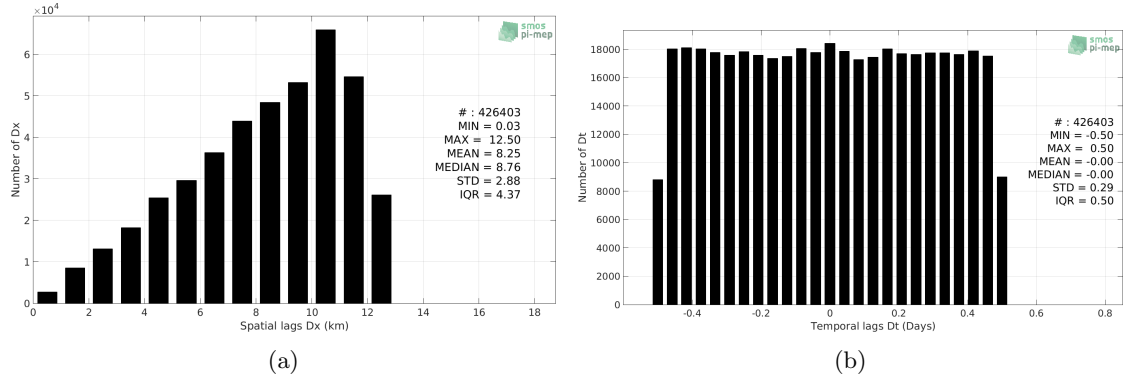 ×10⁴
6
5
4
3
2
1
0
Number of Dx
0 2 4 6 8 10 12 14 16 18
Spatial lags Dx (km)
smos
pi-mep
# : 426403
MIN = 0.03
MAX = 12.50
MEAN = 8.25
MEDIAN = 8.76
STD = 2.88
IQR = 4.37
(a)
18000
16000
14000
12000
10000
8000
6000
4000
2000
0
Number of Dt
-0.4 -0.2 0 0.2 0.4 0.6 0.8
Temporal lags Dt (Days)
smos
pi-mep
# : 426403
MIN = -0.50
MAX = 0.50
MEAN = -0.00
MEDIAN = -0.00
STD = 0.29
IQR = 0.50
(b)